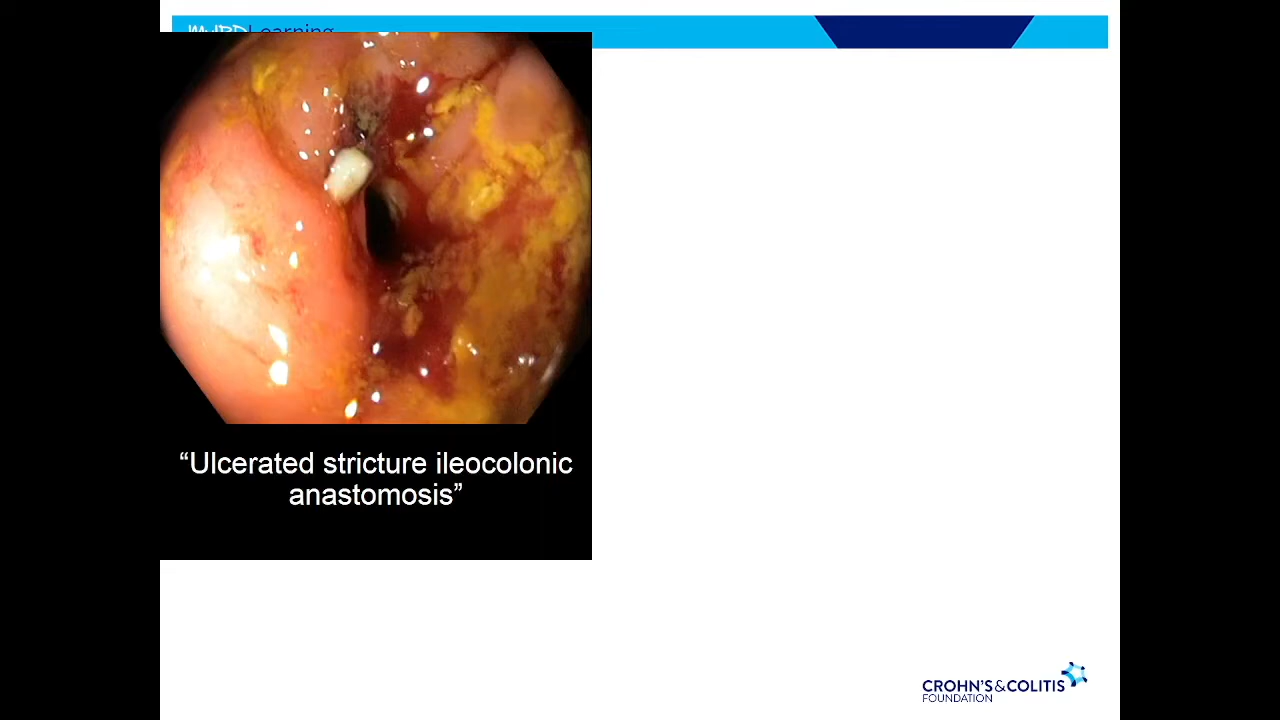 “Ulcerated stricture ileocolonic
anastomosis”
CROHN'S&COLITIS
FOUNDATION